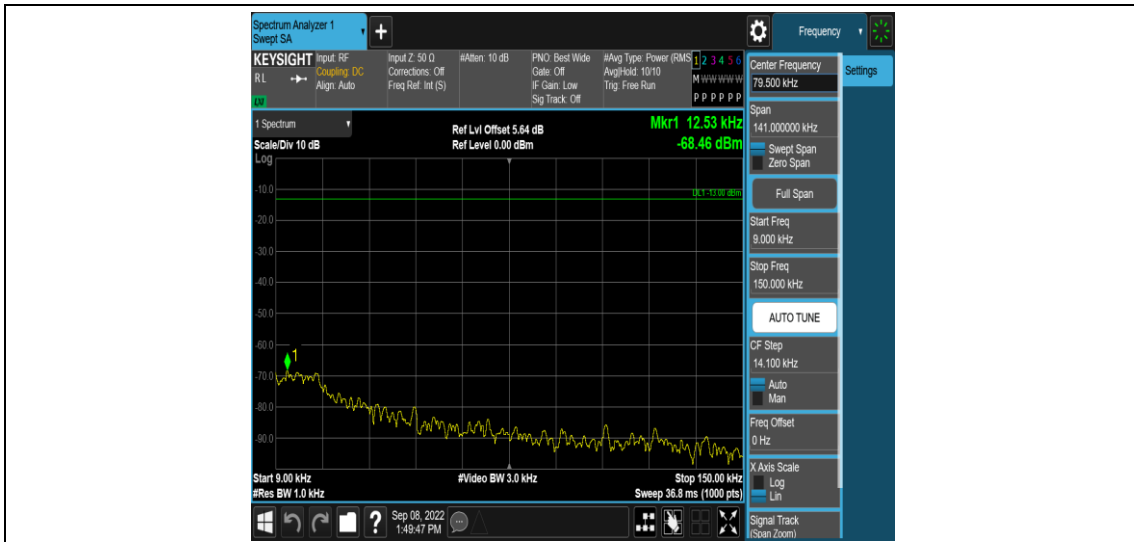 Spectrum Analyzer 1
Swept SA
+
Frequency
KEYSIGHT
RL
LM
Input: RF
Coupling: DC
Align: Auto
Input Z: 50 Ω
Corrections: Off
Freq Ref: Int (S)
#Atten: 10 dB
PNO: Best Wide
Gate: Off
IF Gain: Low
Sig Track: Off
#Avg Type: Power (RMS
Avg|Hold: 10/10
Trig: Free Run
1 2 3 4 5 6
M W W W W W
P P P P P P
1 Spectrum
Scale/Div 10 dB
Log
Ref Lvl Offset 5.64 dB
Ref Level 0.00 dBm
Mkr1 12.53 kHz
-68.46 dBm
DL1 -13.00 dBm
-10.0
-20.0
-30.0
-40.0
-50.0
-60.0
-70.0
-80.0
-90.0
1
Start 9.00 kHz
#Res BW 1.0 kHz
#Video BW 3.0 kHz
Stop 150.00 kHz
Sweep 36.8 ms (1000 pts)
Sep 08, 2022
1:49:47 PM
?
Center Frequency
79.500 kHz
Settings
Span
141.000000 kHz
Swept Span
Zero Span
Full Span
Start Freq
9.000 kHz
Stop Freq
150.000 kHz
AUTO TUNE
CF Step
14.100 kHz
Auto
Man
Freq Offset
0 Hz
X Axis Scale
Log
Lin
Signal Track
(Span Zoom)